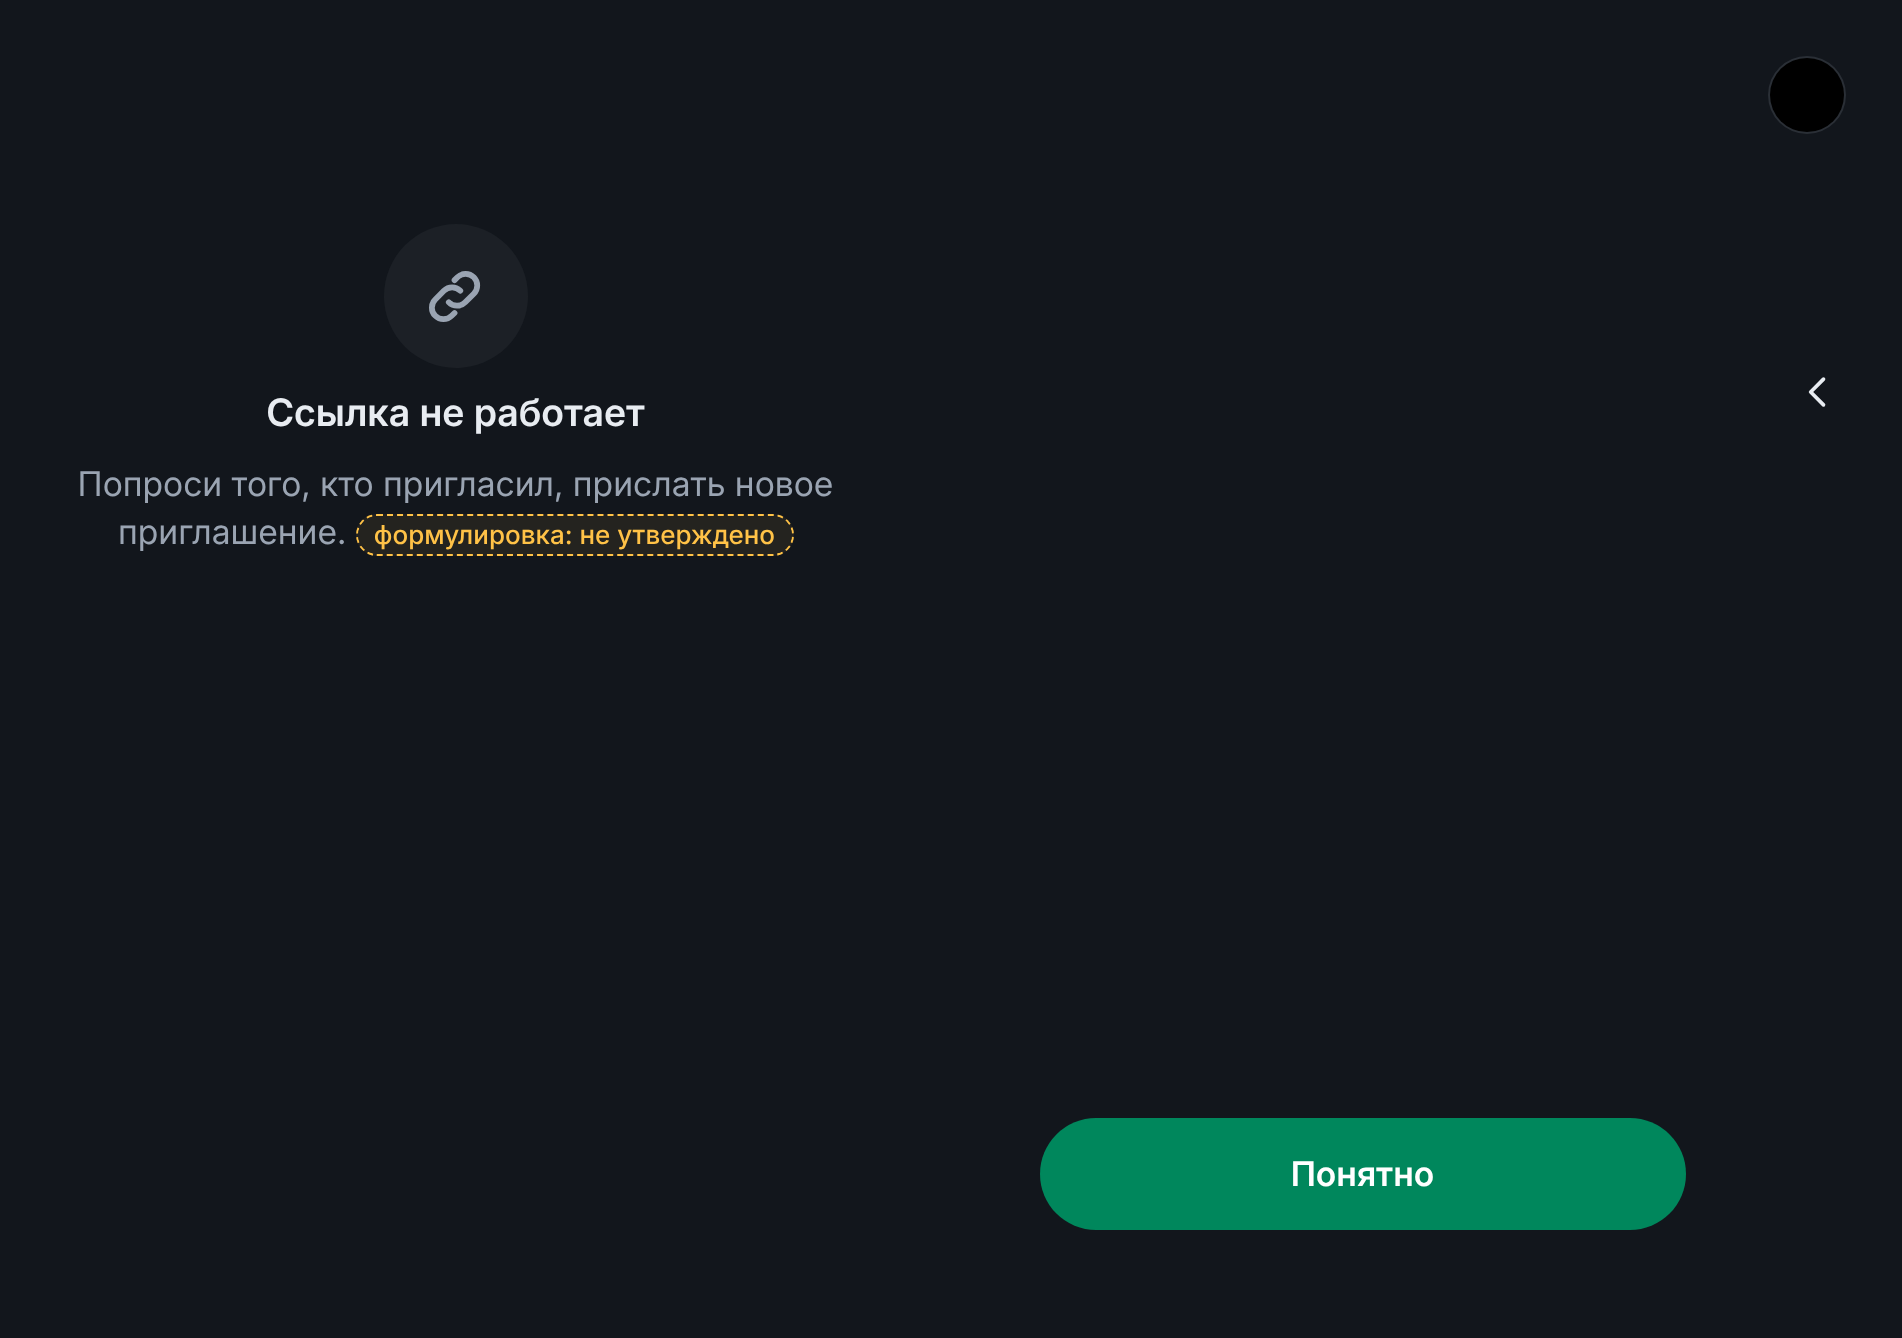 Ссылка не работает
Попроси того, кто пригласил, прислать новое
приглашение. формулировка: не утверждено
Понятно